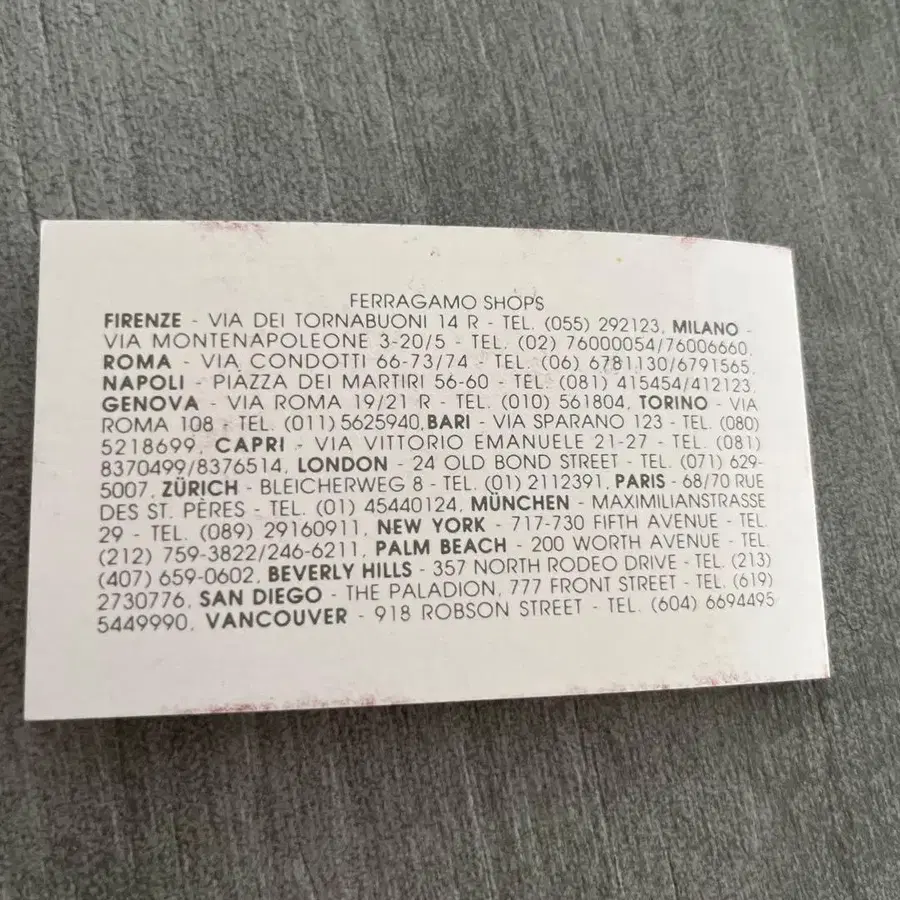 FERRAGAMO SHOPS
FIRENZE - VIA DEI TORNABUONI 14 R - TEL. (055) 292123, MILANO -
VIA MONTENAPOLEONE 3-20/5 - TEL. (02) 76000054/76006660,
ROMA - VIA CONDOTTI 66-73/74 - TEL. (06) 6781130/6791565,
NAPOLI - PIAZZA DEI MARTIRI 56-60 - TEL. (081) 415454/412123,
GENOVA - VIA ROMA 19/21 R - TEL. (010) 561804, TORINO - VIA
ROMA 108 - TEL. (011) 5625940, BARI - VIA SPARANO 123 - TEL. (080)
5218699, CAPRI - VIA VITTORIO EMANUELE 21-27 - TEL. (081)
8370499/8376514, LONDON - 24 OLD BOND STREET - TEL. (071) 629-
5007, ZÜRICH - BLEICHERWEG 8 - TEL. (01) 2112391, PARIS - 68/70 RUE
DES ST. PÈRES - TEL. (01) 45440124, MÜNCHEN - MAXIMILIANSTRASSE
29 - TEL. (089) 29160911, NEW YORK - 717-730 FIFTH AVENUE - TEL.
(212) 759-3822/246-6211, PALM BEACH - 200 WORTH AVENUE - TEL.
(407) 659-0602, BEVERLY HILLS - 357 NORTH RODEO DRIVE - TEL. (213)
2730776, SAN DIEGO - THE PALADION, 777 FRONT STREET - TEL. (619)
5449990, VANCOUVER - 918 ROBSON STREET - TEL. (604) 6694495